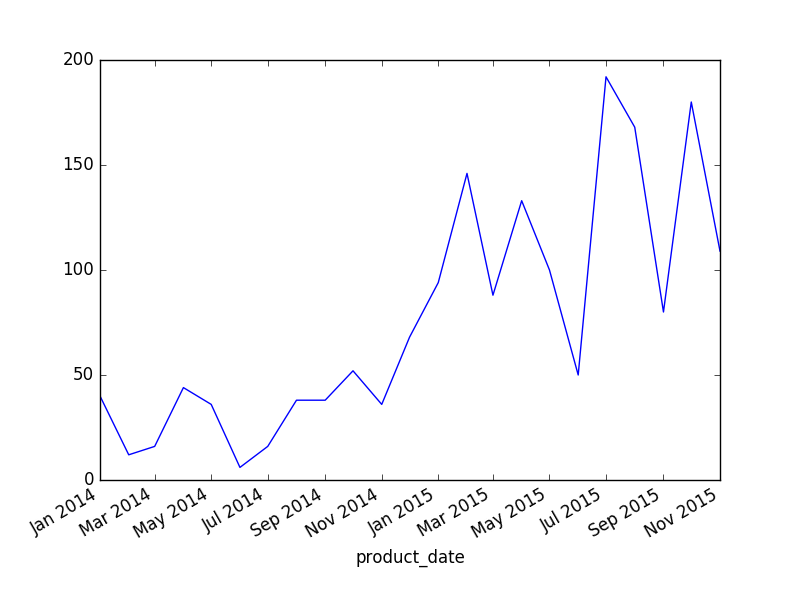 200
150
100
50
0
Jan 2014
Mar 2014
May 2014
Jul 2014
Sep 2014
Nov 2014
Jan 2015
Mar 2015
May 2015
Jul 2015
Sep 2015
Nov 2015
product_date